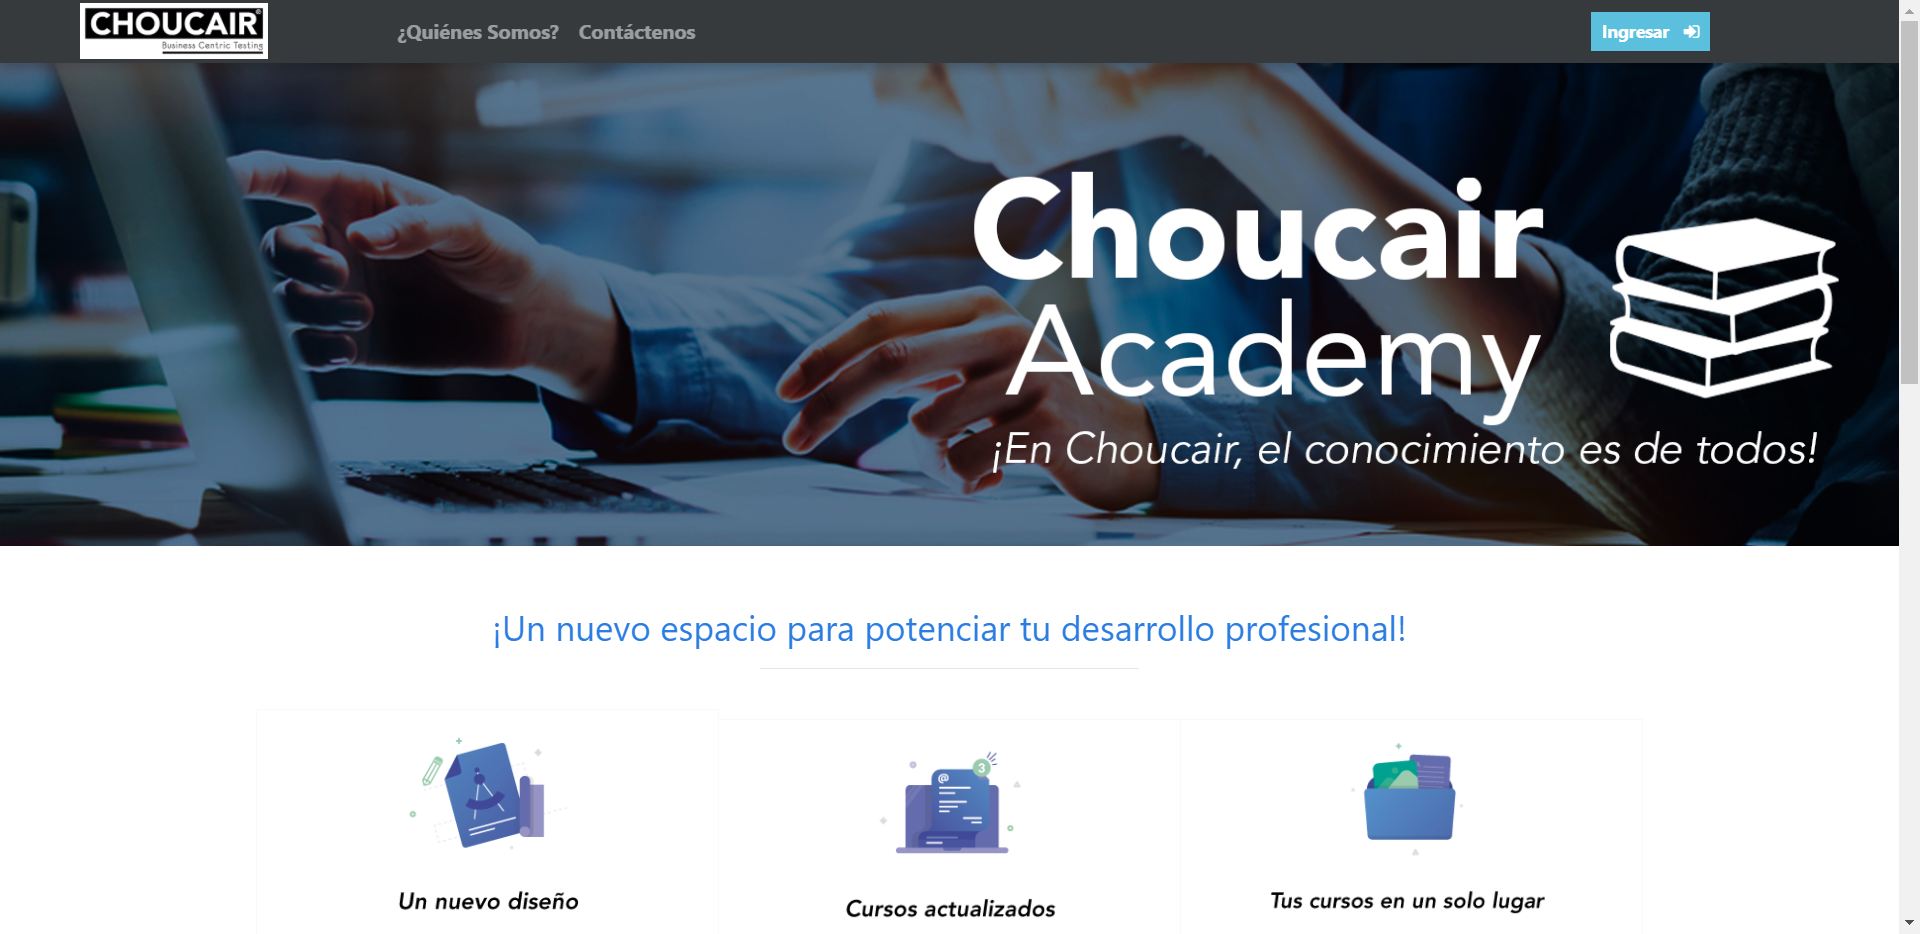 CHOUCAIR®
Business Centric Testing
¿Quiénes Somos?
Contáctenos
Ingresar
Choucair
Academy
¡En Choucair, el conocimiento es de todos!
¡Un nuevo espacio para potenciar tu desarrollo profesional!
@
3
Un nuevo diseño
Cursos actualizados
Tus cursos en un solo lugar